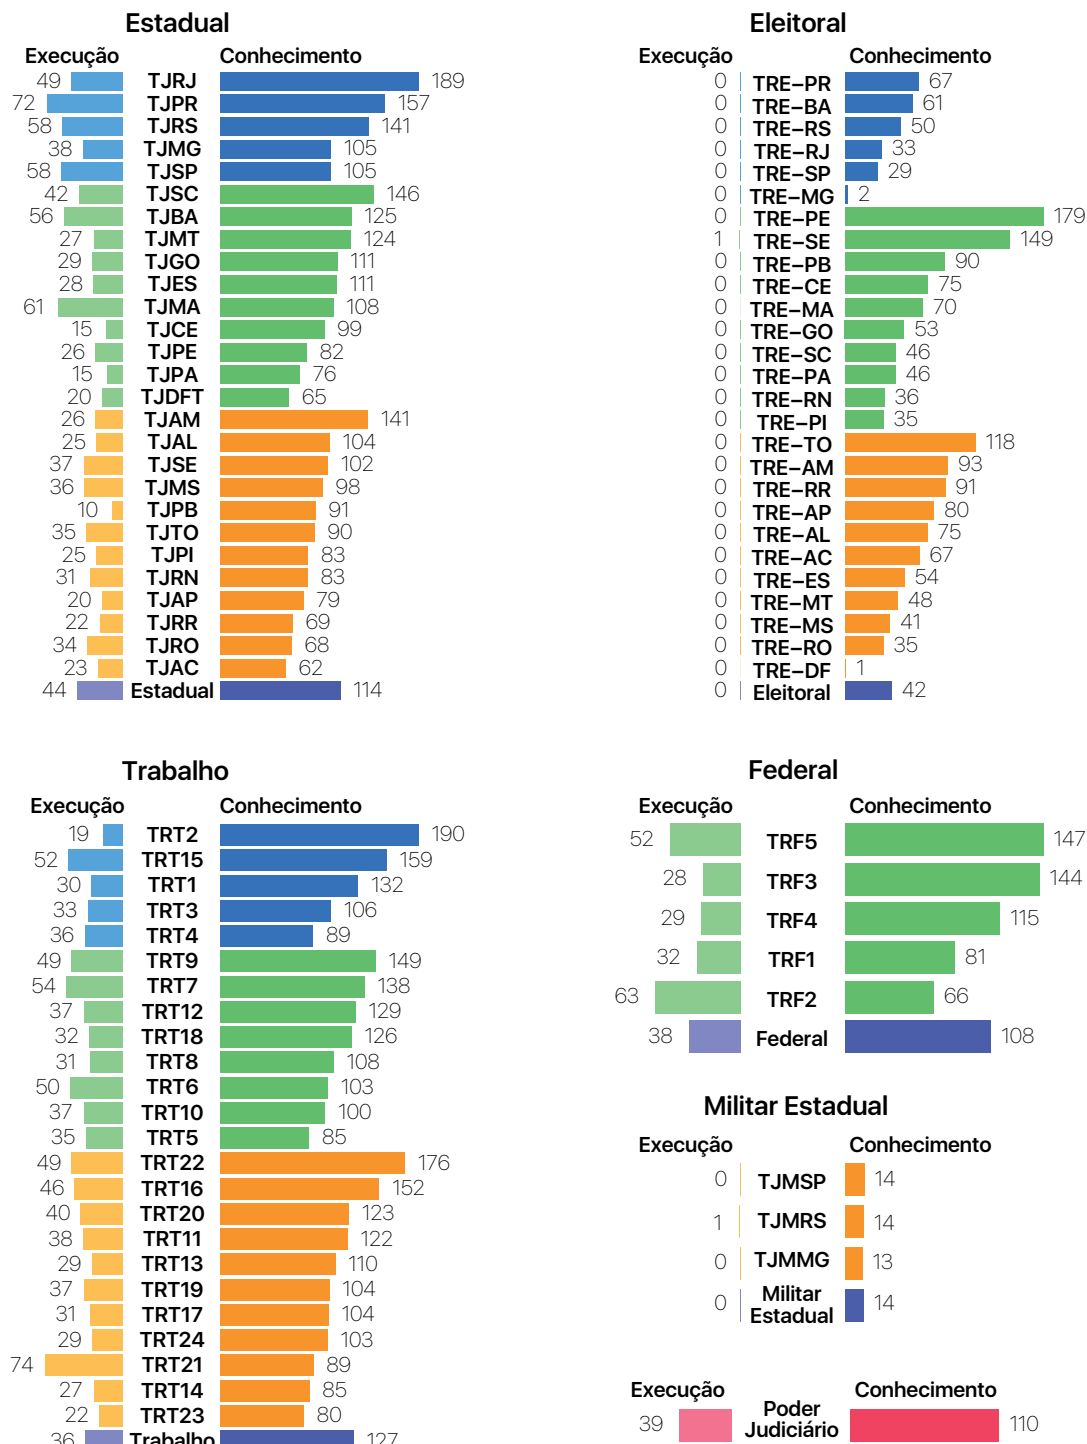 Estadual
Execução Conhecimento
49 TJRJ 189
72 TJPR 157
58 TJRS 141
38 TJMG 105
58 TJSP 105
42 TJSC 146
56 TJBA 125
27 TJMT 124
29 TJGO 111
28 TJES 111
61 TJMA 108
15 TJCE 99
26 TJPE 82
15 TJPA 76
20 TJDFT 65
26 TJAM 141
25 TJAL 104
37 TJSE 102
36 TJMS 98
10 TJPB 91
35 TJTO 90
25 TJPI 83
31 TJRN 83
20 TJAP 79
22 TJRR 69
34 TJRO 68
23 TJAC 62
44 Estadual 114
Eleitoral
Execução Conhecimento
0 TRE–PR 67
0 TRE–BA 61
0 TRE–RS 50
0 TRE–RJ 33
0 TRE–SP 29
0 TRE–MG 2
0 TRE–PE 179
1 TRE–SE 149
0 TRE–PB 90
0 TRE–CE 75
0 TRE–MA 70
0 TRE–GO 53
0 TRE–SC 46
0 TRE–PA 46
0 TRE–RN 36
0 TRE–PI 35
0 TRE–TO 118
0 TRE–AM 93
0 TRE–RR 91
0 TRE–AP 80
0 TRE–AL 75
0 TRE–AC 67
0 TRE–ES 54
0 TRE–MT 48
0 TRE–MS 41
0 TRE–RO 35
0 TRE–DF 1
0 Eleitoral 42
Trabalho
Execução Conhecimento
19 TRT2 190
52 TRT15 159
30 TRT1 132
33 TRT3 106
36 TRT4 89
49 TRT9 149
54 TRT7 138
37 TRT12 129
32 TRT18 126
31 TRT8 108
50 TRT6 103
37 TRT10 100
35 TRT5 85
49 TRT22 176
46 TRT16 152
40 TRT20 123
38 TRT11 122
29 TRT13 110
37 TRT19 104
31 TRT17 104
29 TRT24 103
74 TRT21 89
27 TRT14 85
22 TRT23 80
36 Trabalho 127
Federal
Execução Conhecimento
52 TRF5 147
28 TRF3 144
29 TRF4 115
32 TRF1 81
63 TRF2 66
38 Federal 108
Militar Estadual
Execução Conhecimento
0 TJMSP 14
1 TJMRS 14
0 TJMMG 13
Militar
0 Estadual 14
Execução Conhecimento
Poder
39 Judiciário 110